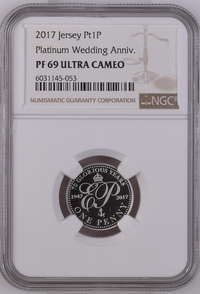 2017 Jersey Pt1P
Platinum Wedding Anniv.
PF 69 ULTRA CAMEO
6031145-053
NUMISMATIC GUARANTY CORPORATION
NGC
70 GLORIOUS YEARS
1947 EP 2017
ONE PENNY